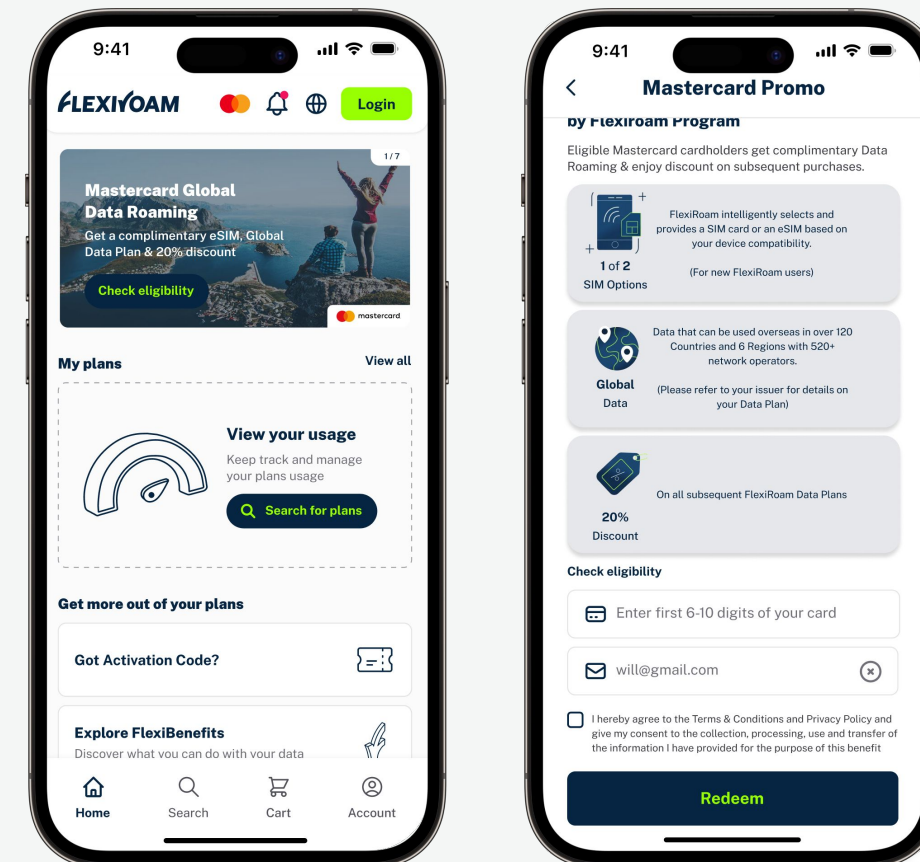 9:41
FLEXIROAM
Login
1/7
Mastercard Global
Data Roaming
Get a complimentary eSIM, Global
Data Plan & 20% discount
Check eligibility
mastercard
My plans
View all
View your usage
Keep track and manage
your plans usage
Search for plans
Get more out of your plans
Got Activation Code?
Explore FlexiBenefits
Discover what you can do with your data
Home
Search
Cart
Account
9:41
Mastercard Promo
by Flexiroam Program
Eligible Mastercard cardholders get complimentary Data
Roaming & enjoy discount on subsequent purchases.
1 of 2
SIM Options
FlexiRoam intelligently selects and
provides a SIM card or an eSIM based on
your device compatibility.
(For new FlexiRoam users)
Global
Data
Data that can be used overseas in over 120
Countries and 6 Regions with 520+
network operators.
(Please refer to your issuer for details on
your Data Plan)
20%
Discount
On all subsequent FlexiRoam Data Plans
Check eligibility
Enter first 6-10 digits of your card
will@gmail.com
I hereby agree to the Terms & Conditions and Privacy Policy and
give my consent to the collection, processing, use and transfer of
the information I have provided for the purpose of this benefit
Redeem